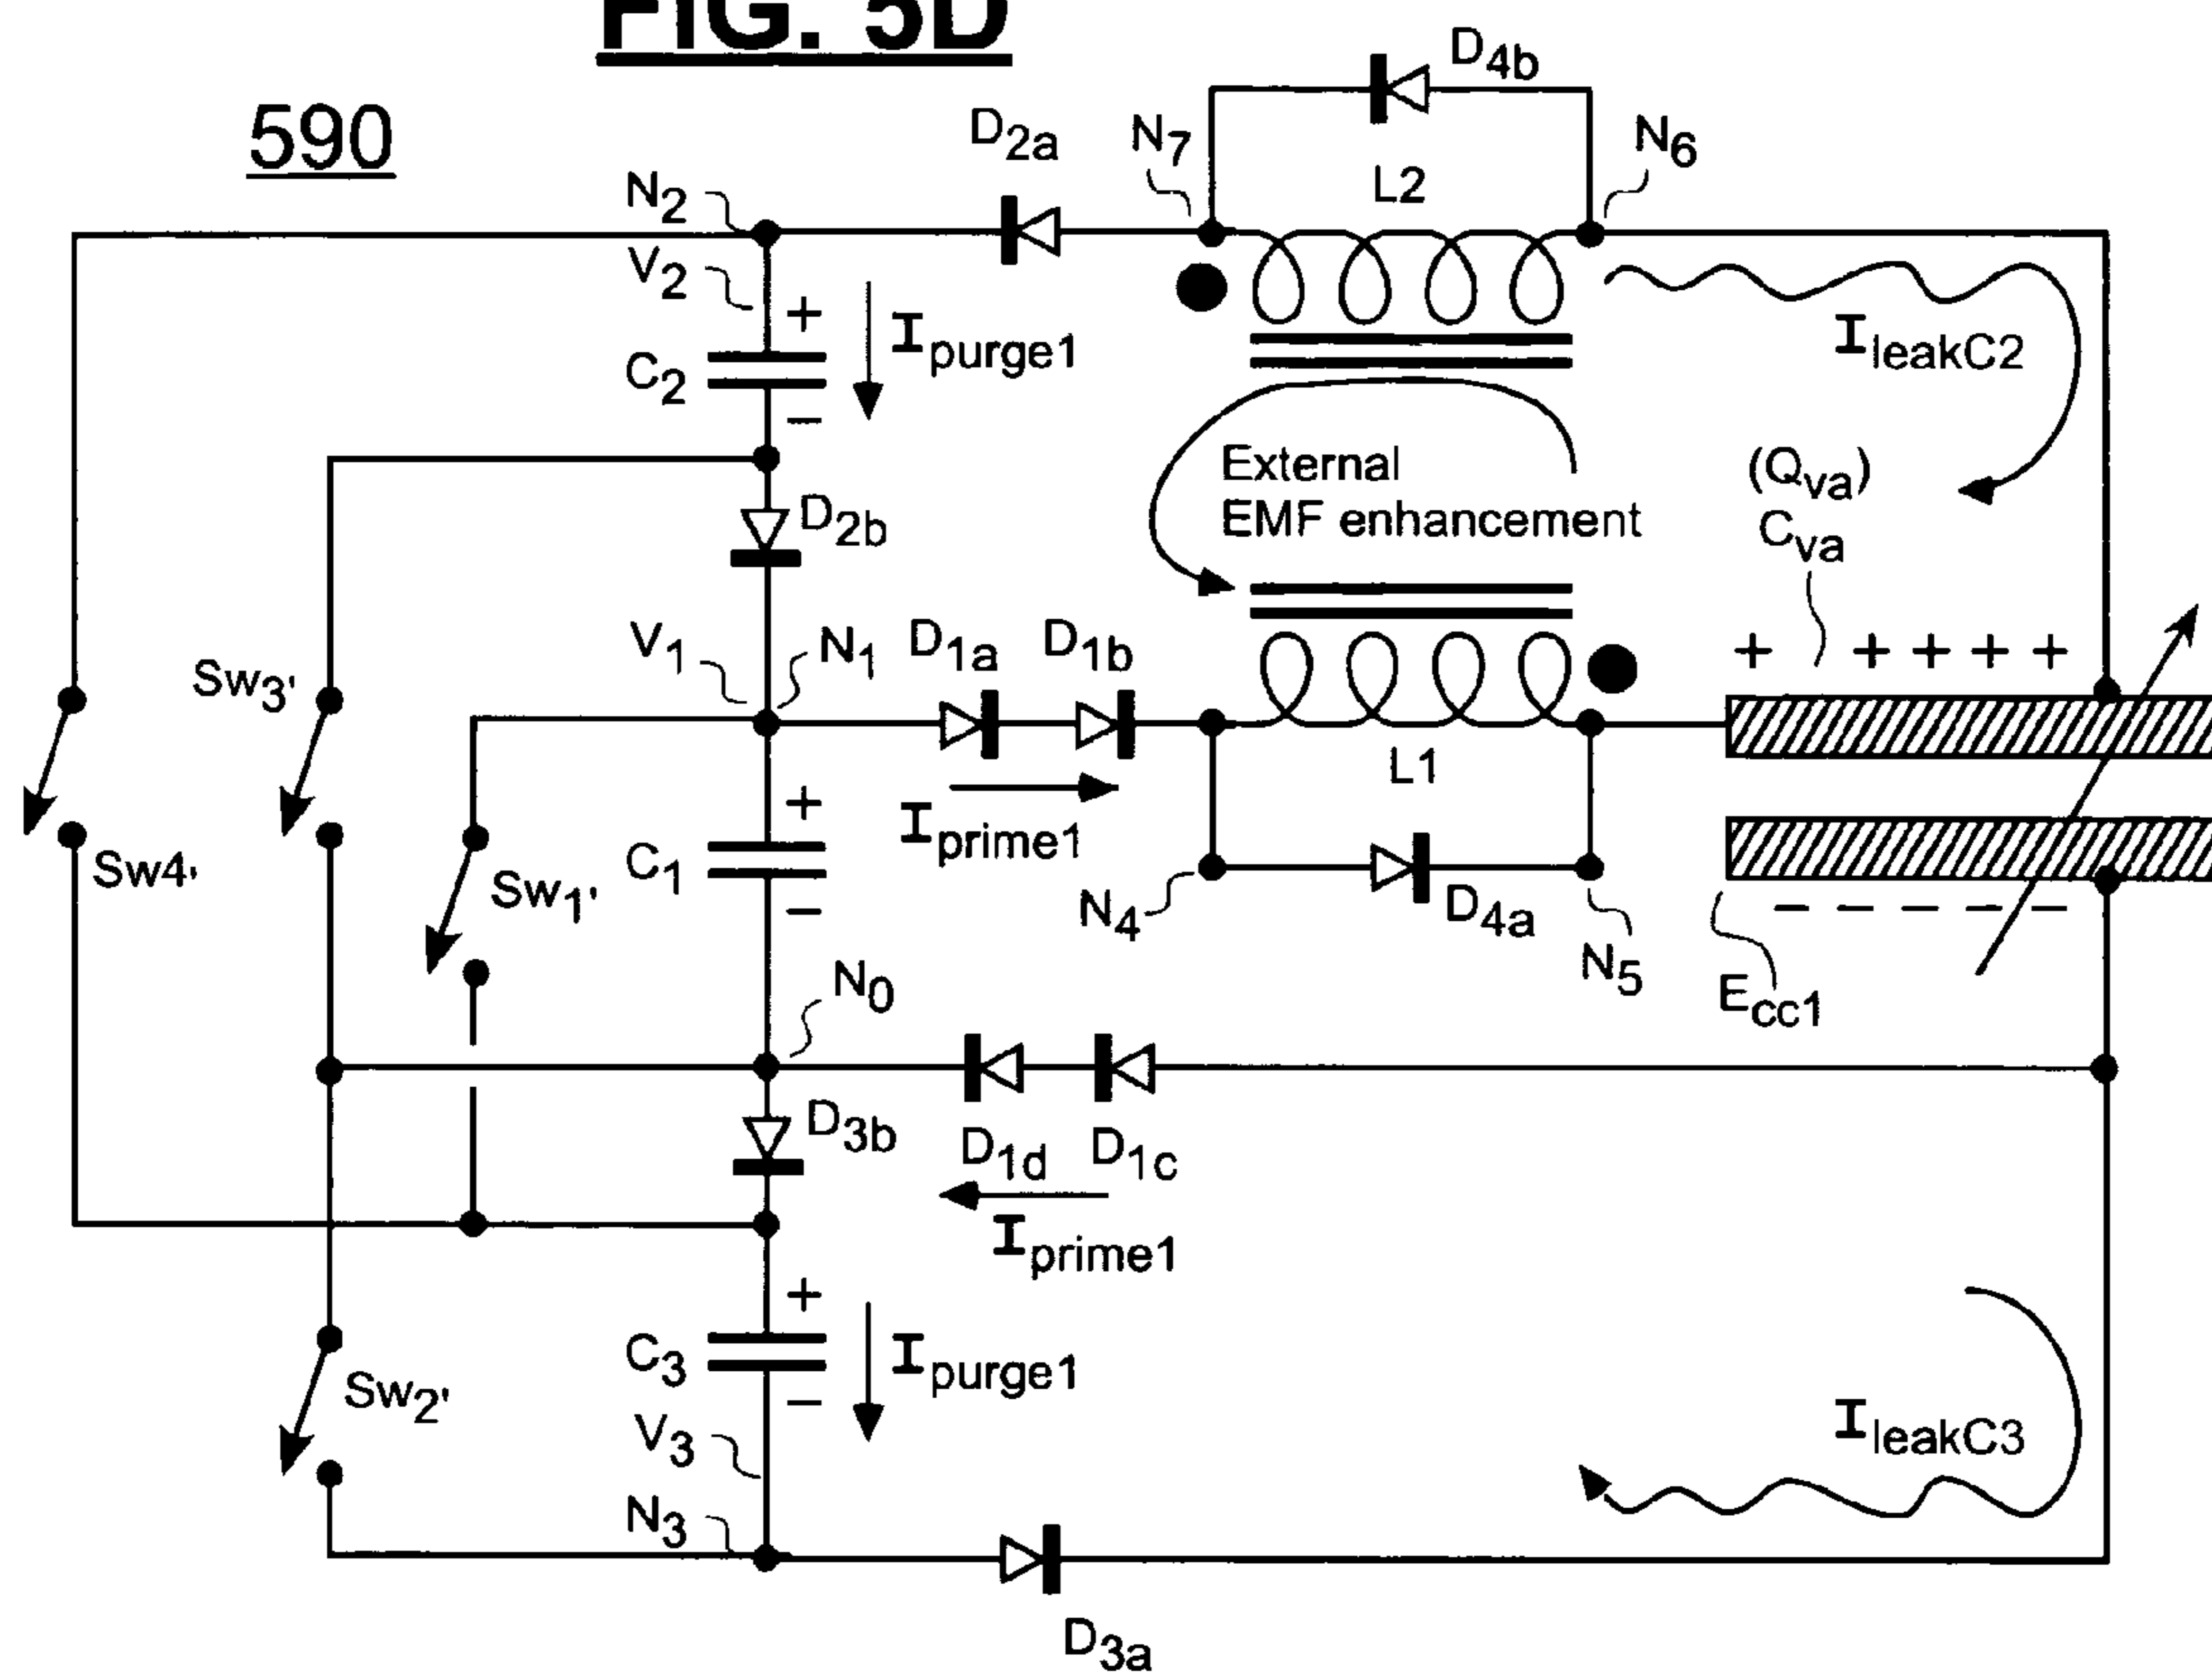 FIG. 5D
590
D4b
D2a
N7
N6
L2
N2
V2
+
Ipurge1
IleakC2
C2
−
External
EMF enhancement
(Qva)
Cva
D2b
V1
N1
D1a
D1b
+ + + + +
Sw3'
L1
+
Iprime1
C1
Sw4'
Sw1'
−
N4
D4a
N5
− − − − −
Ecc1
N0
D3b
D1d
D1c
Iprime1
+
C3
Ipurge1
−
Sw2'
V3
IleakC3
N3
D3a